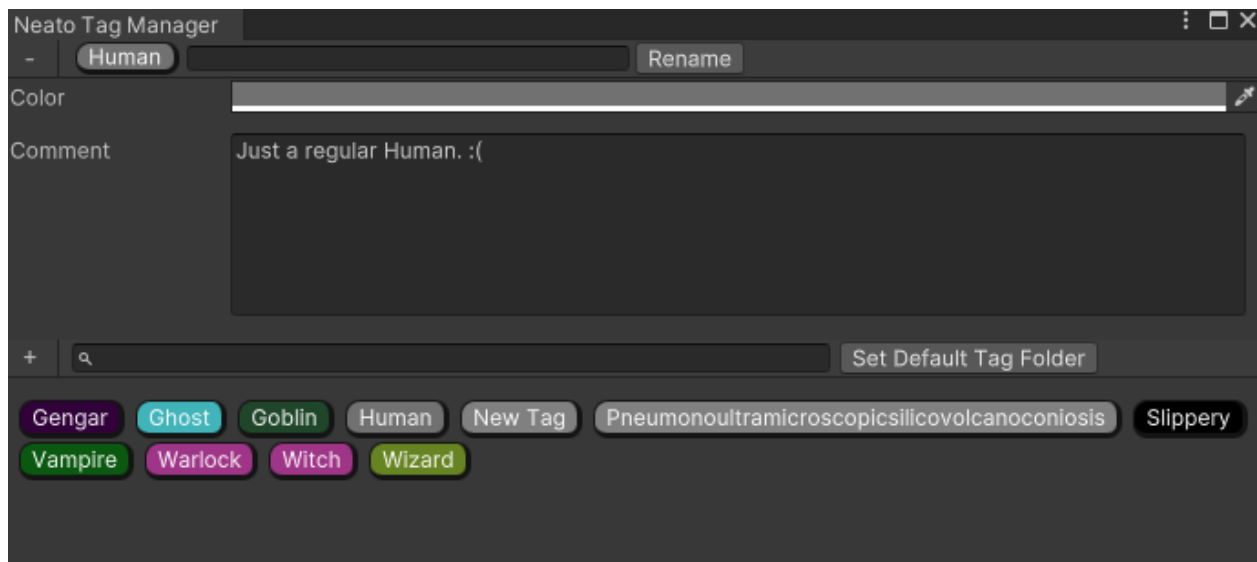 Neato Tag Manager
- Human Rename
Color
Comment Just a regular Human. :(
+ Set Default Tag Folder
Gengar Ghost Goblin Human New Tag Pneumonoultramicroscopicsilicovolcanoconiosis Slippery
Vampire Warlock Witch Wizard